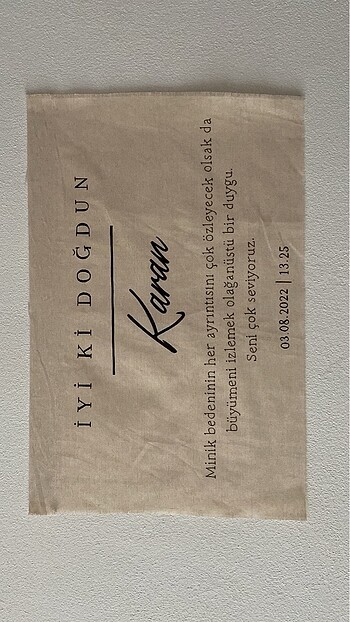 İYİ Kİ DOĞDUN
Karan
Minik bedeninin her ayrıntısını çok özleyecek olsak da
büyümeni izlemek olağanüstü bir duygu.
Seni çok seviyoruz.
03.08.2022 | 13.25